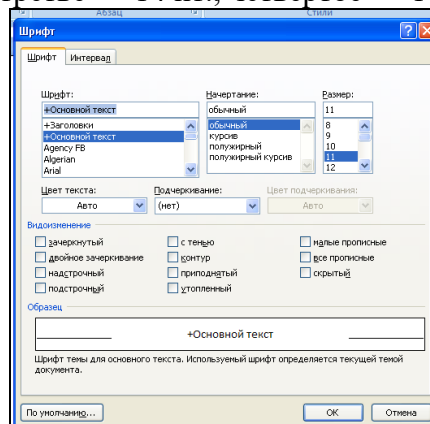 Абзац Стили
Шрифт
Шрифт Интервал
Шрифт: Начертание: Размер:
+Основной текст обычный 11
+Заголовки обычный 8
+Основной текст курсив 9
Agency FB полужирный 10
Algerian полужирный курсив 11
Arial 12
Цвет текста: Подчеркивание: Цвет подчеркивания:
Авто (нет) Авто
Видоизменение
зачеркнутый с тенью малые прописные
двойное зачеркивание контур все прописные
надстрочный приподнятый скрытый
подстрочный утопленный
Образец
+Основной текст
Шрифт темы для основного текста. Используемый шрифт определяется текущей темой
документа.
По умолчанию... ОК Отмена